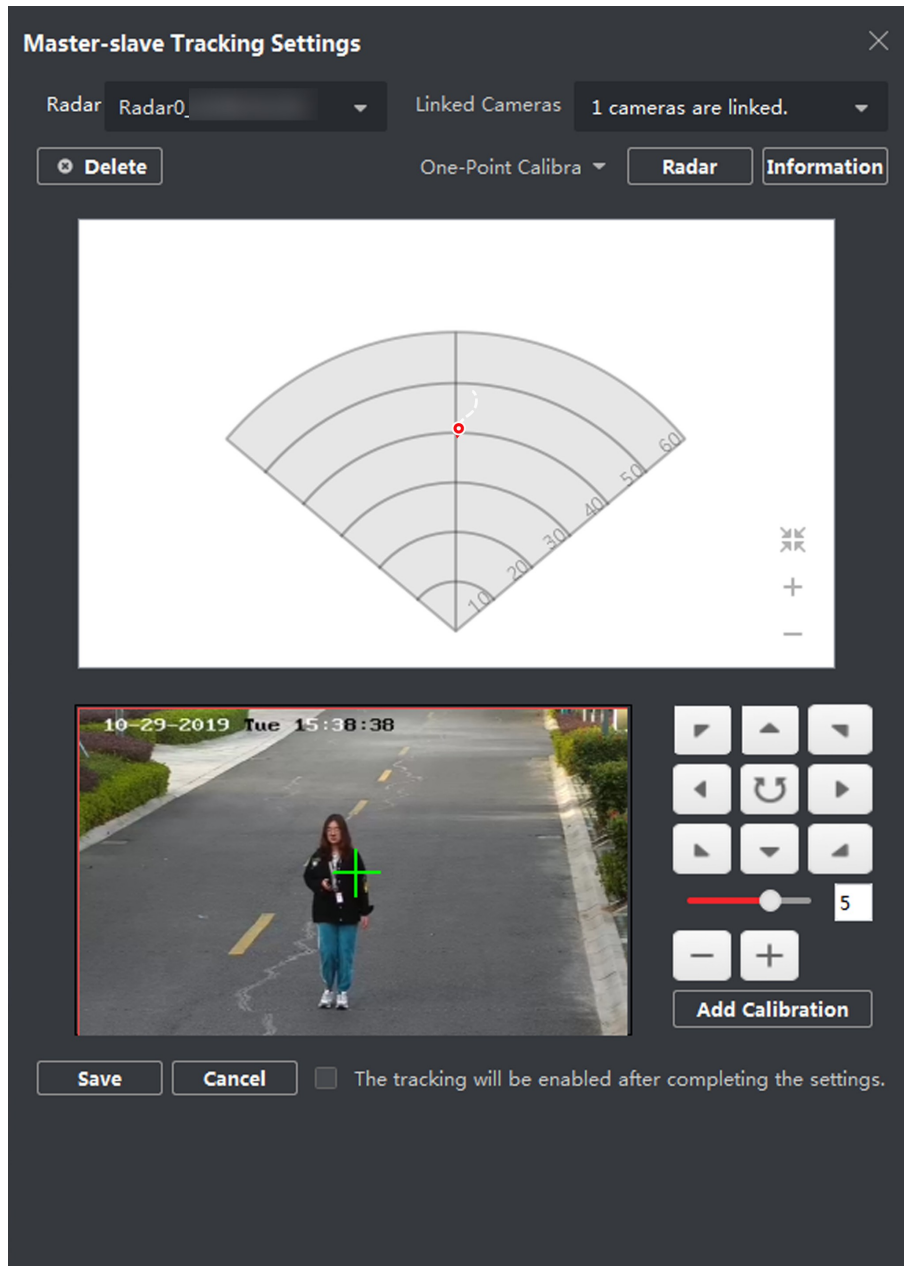 Master-slave Tracking Settings
Radar Radar0_ Linked Cameras 1 cameras are linked.
Delete One-Point Calibra Radar Information
60
50
40
30
20
10
10-29-2019 Tue 15:38:38
5
Add Calibration
Save Cancel The tracking will be enabled after completing the settings.